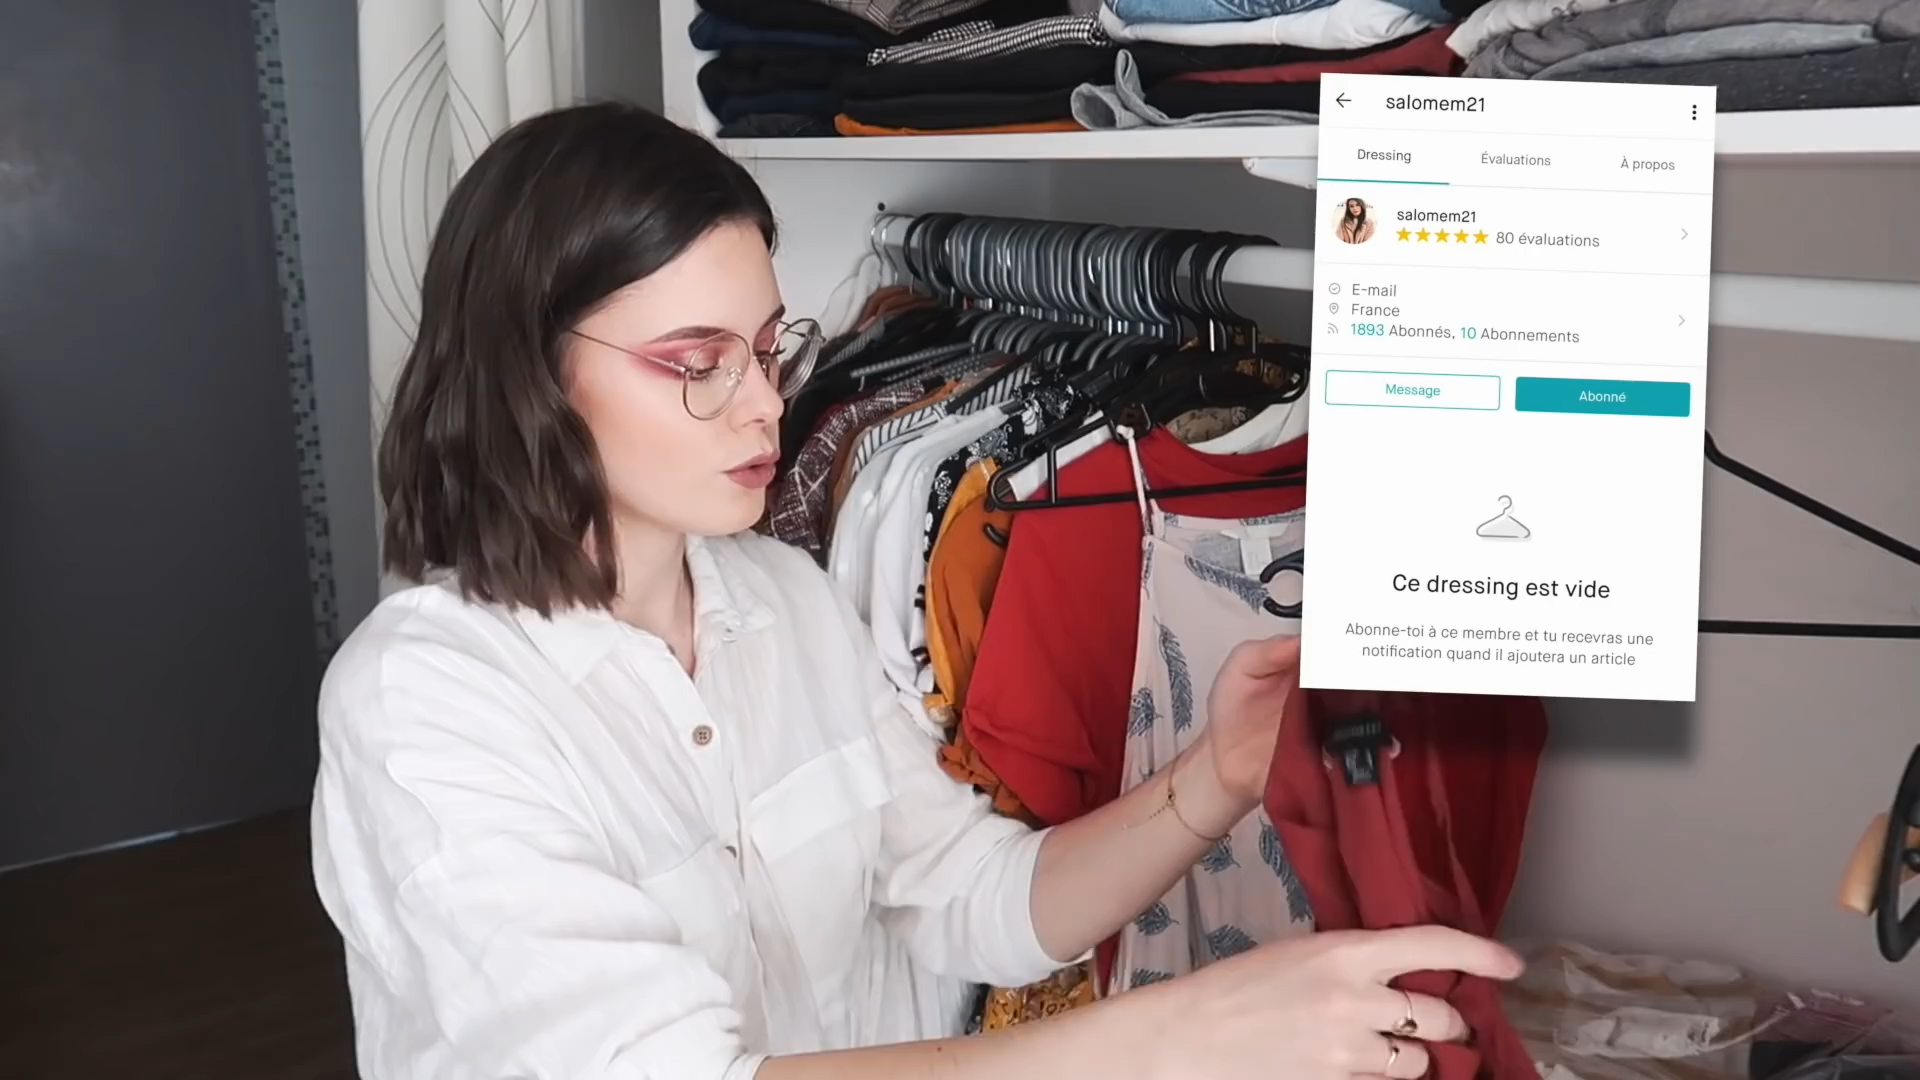 salomem21
Dressing
Évaluations
À propos
salomem21
80 évaluations
E-mail
France
1893 Abonnés, 10 Abonnements
Message
Abonné
Ce dressing est vide
Abonne-toi à ce membre et tu recevras une
notification quand il ajoutera un article